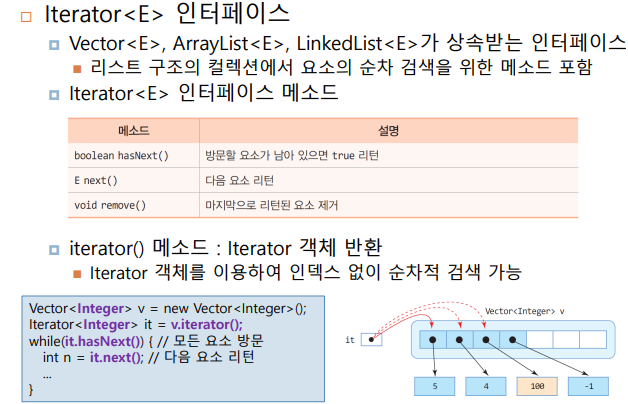 Iterator<E> 인터페이스
Vector<E>, ArrayList<E>, LinkedList<E>가 상속받는 인터페이스
리스트 구조의 컬렉션에서 요소의 순차 검색을 위한 메소드 포함
Iterator<E> 인터페이스 메소드
메소드 설명
boolean hasNext() 방문할 요소가 남아 있으면 true 리턴
E next() 다음 요소 리턴
void remove() 마지막으로 리턴된 요소 제거
iterator() 메소드 : Iterator 객체 반환
Iterator 객체를 이용하여 인덱스 없이 순차적 검색 가능
Vector<Integer> v = new Vector<Integer>();
Iterator<Integer> it = v.iterator();
while(it.hasNext()) { // 모든 요소 방문
int n = it.next(); // 다음 요소 리턴
...
}
Vector<Integer> v
it
5 4 100 -1